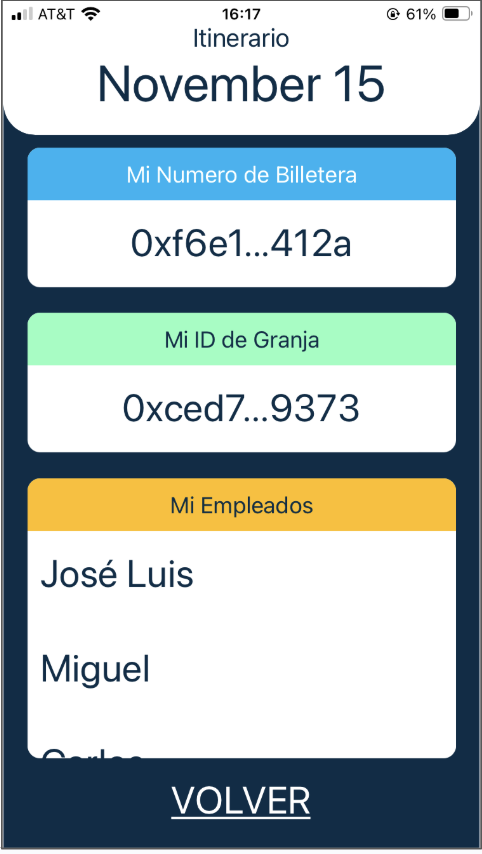 AT&T 16:17 61%
Itinerario
November 15
Mi Numero de Billetera
0xf6e1...412a
Mi ID de Granja
0xced7...9373
Mi Empleados
José Luis
Miguel
Carlos
VOLVER